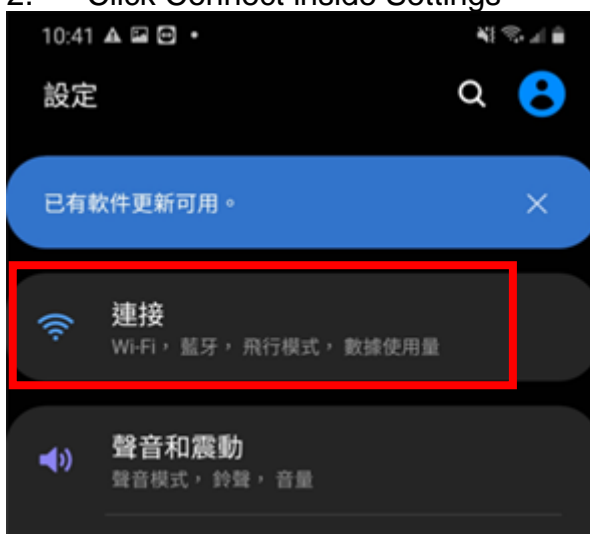 2. Click Connect inside Settings
10:41
設定
已有軟件更新可用。
連接
Wi-Fi， 藍牙， 飛行模式， 數據使用量
聲音和震動
聲音模式， 鈴聲， 音量